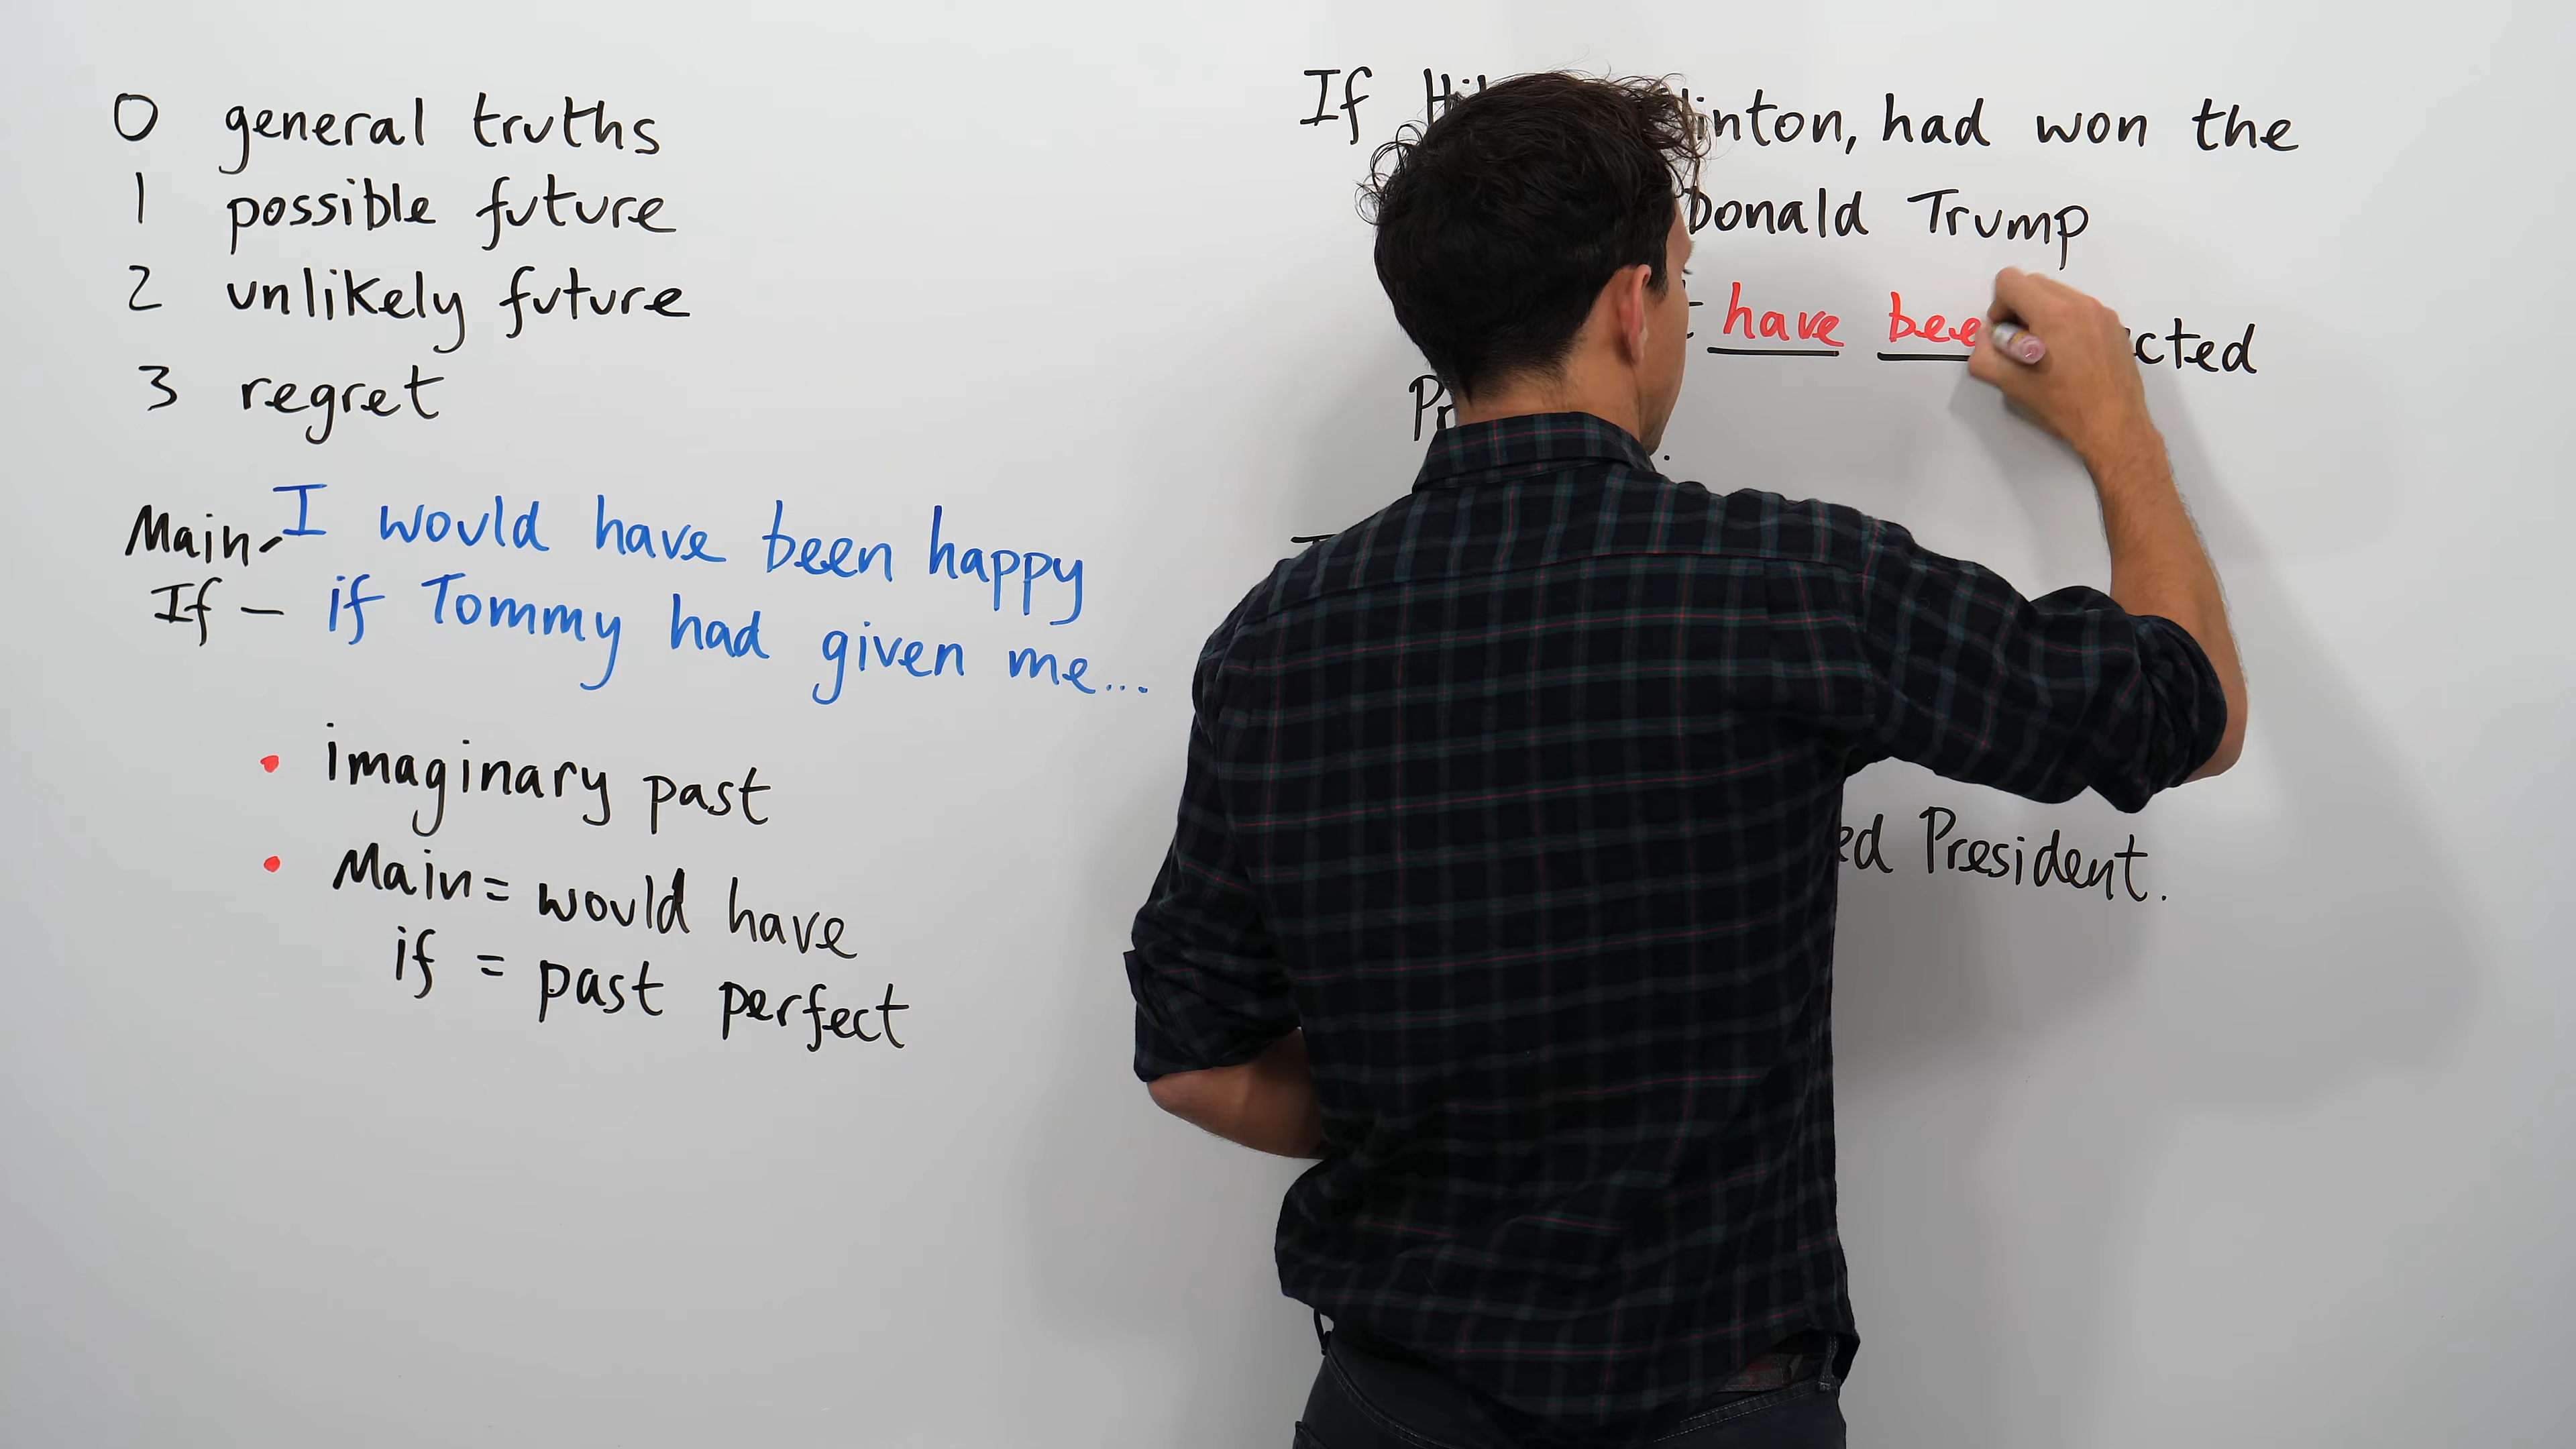 0 general truths
1 possible future
2 unlikely future
3 regret
Main - I would have been happy
If - if Tommy had given me...
• imaginary past
• Main = would have
if = past perfect
If had won the
Donald Trump
have
President.